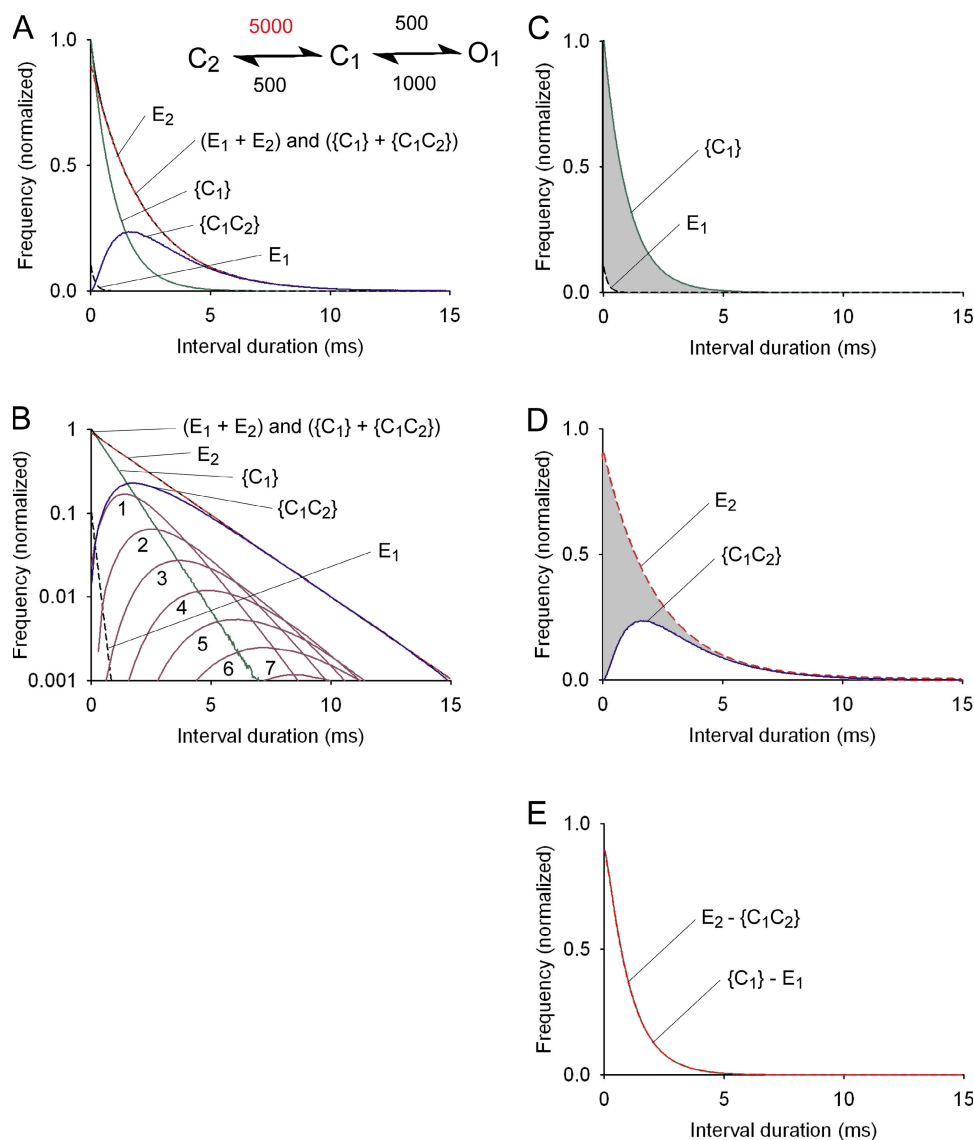 A
5000
500
C₂
C₁
O₁
500
1000
Frequency (normalized)
1.0
0.5
0.0
E₂
(E₁ + E₂) and ({C₁} + {C₁C₂})
{C₁}
{C₁C₂}
E₁
0
5
10
15
Interval duration (ms)
C
Frequency (normalized)
1.0
0.5
0.0
{C₁}
E₁
0
5
10
15
Interval duration (ms)
B
Frequency (normalized)
1
0.1
0.01
0.001
(E₁ + E₂) and ({C₁} + {C₁C₂})
E₂
{C₁}
{C₁C₂}
E₁
1
2
3
4
5
6
7
0
5
10
15
Interval duration (ms)
D
Frequency (normalized)
1.0
0.5
0.0
E₂
{C₁C₂}
0
5
10
15
Interval duration (ms)
E
Frequency (normalized)
1.0
0.5
0.0
E₂ - {C₁C₂}
{C₁} - E₁
0
5
10
15
Interval duration (ms)